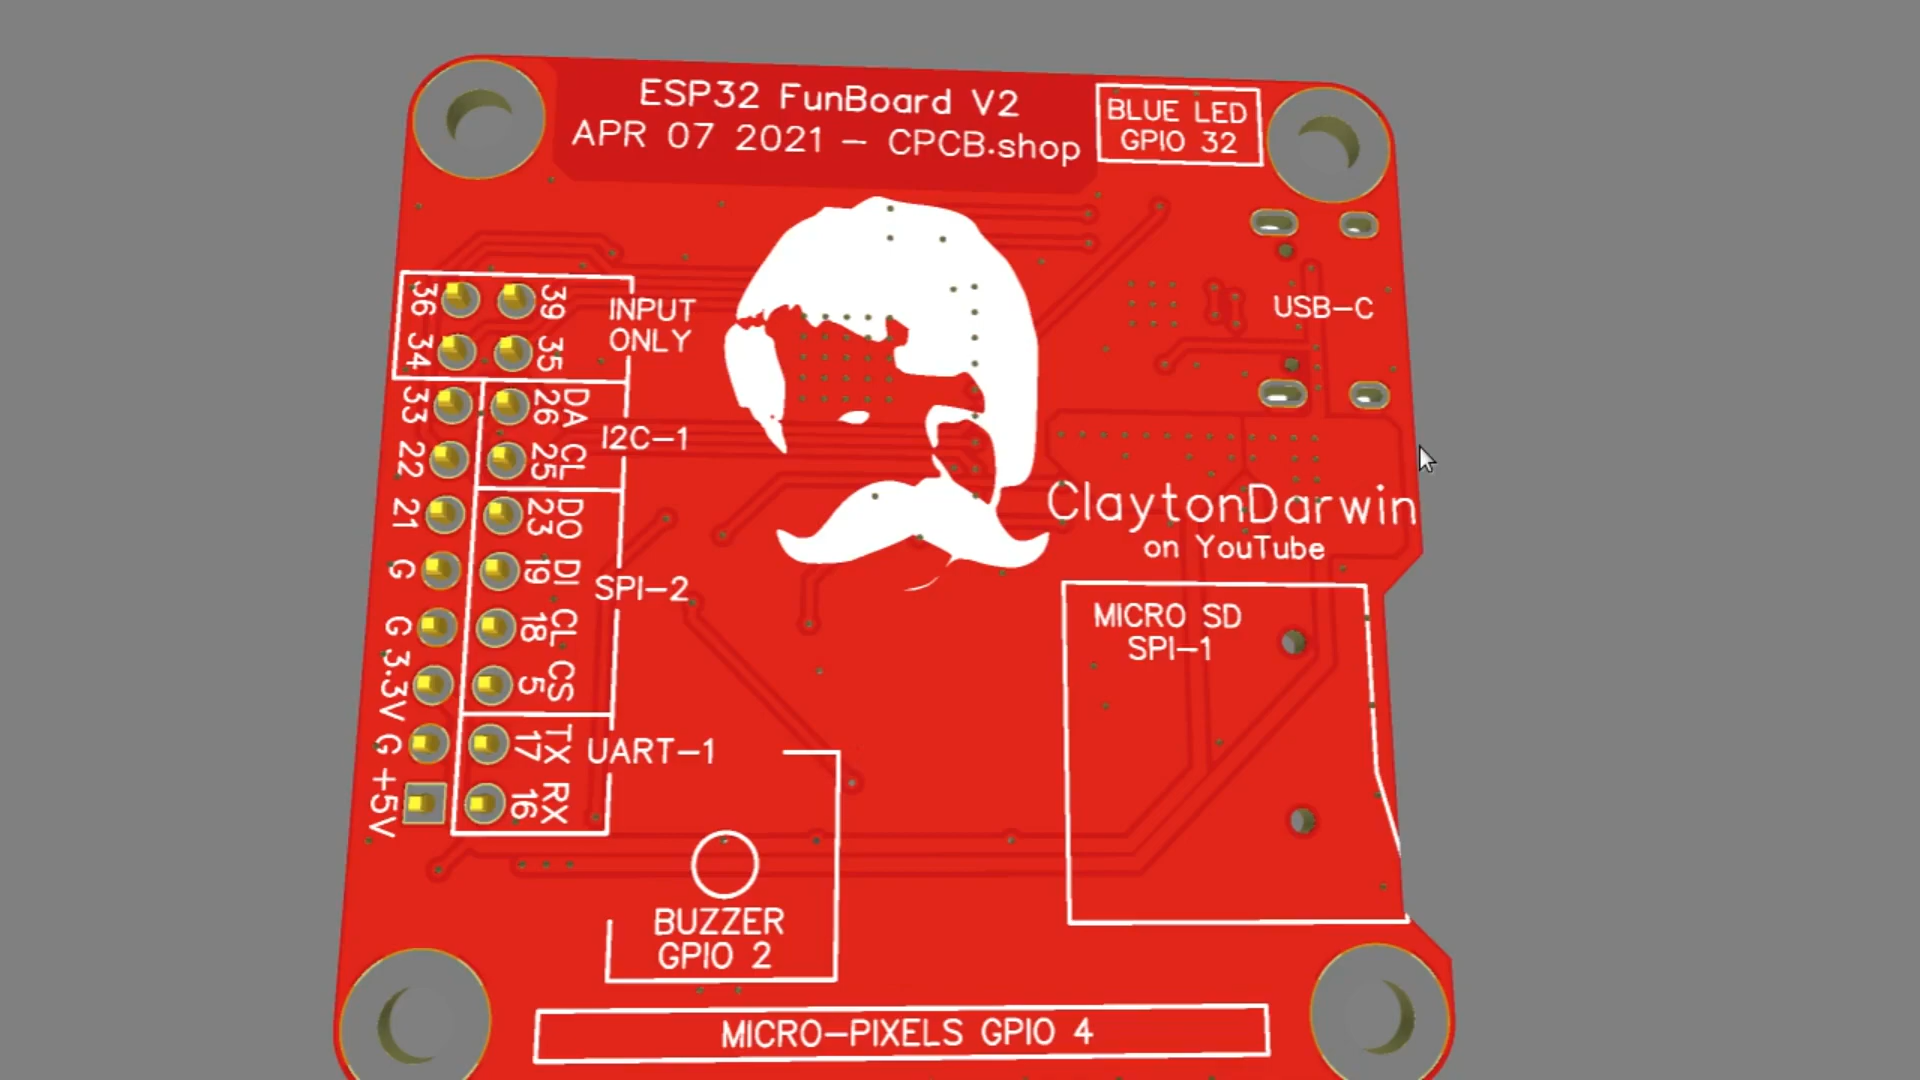 ESP32 FunBoard V2
APR 07 2021 - CPCB.shop
BLUE LED
GPIO 32
USB-C
36
39
34
35
INPUT
ONLY
33
26 DA
22
25 CL
I2C-1
21
23 DO
G
19 DI
G
18 CL
3.3V
5 CS
SPI-2
G
17 TX
+5V
16 RX
UART-1
ClaytonDarwin
on YouTube
MICRO SD
SPI-1
BUZZER
GPIO 2
MICRO-PIXELS GPIO 4